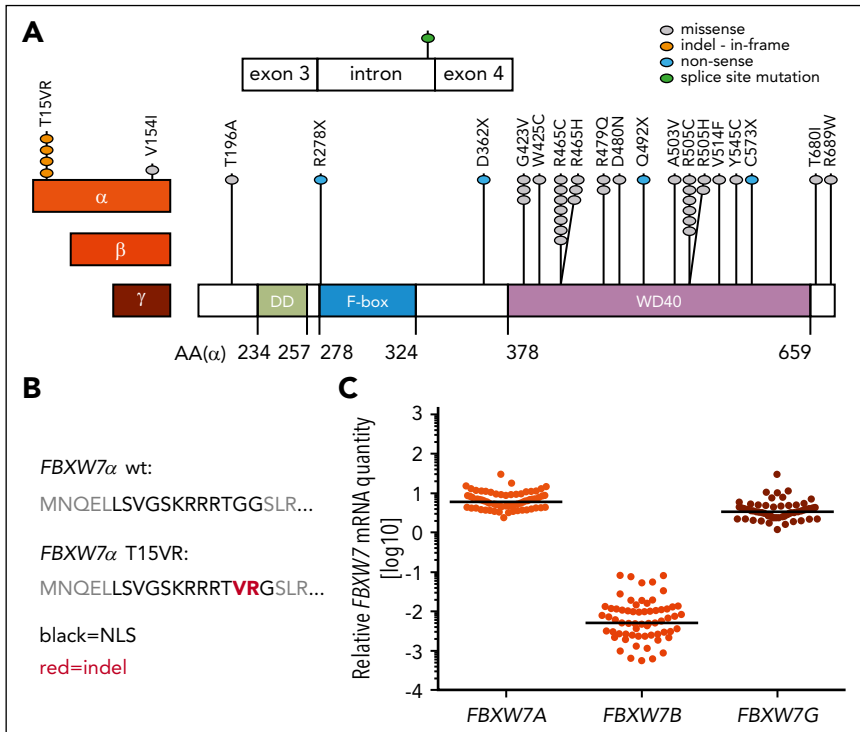 A
missense
indel - in-frame
non-sense
splice site mutation
exon 3 intron exon 4
T15VR
V154I
T196A
R278X
D362X
G423V
W425C
R465C
R465H
R479Q
D480N
Q492X
A503V
R505C
R505H
V514F
Y545C
C573X
T680I
R689W
α
β
γ
DD F-box WD40
AA(α) 234 257 278 324 378 659
B
FBXW7α wt:
MNQELLSVGSKRRRTGGSLR...
FBXW7α T15VR:
MNQELLSVGSKRRRTVRGSLR...
black=NLS
red=indel
C
Relative FBXW7 mRNA quantity
[log10]
3
2
1
0
-1
-2
-3
-4
FBXW7A FBXW7B FBXW7G